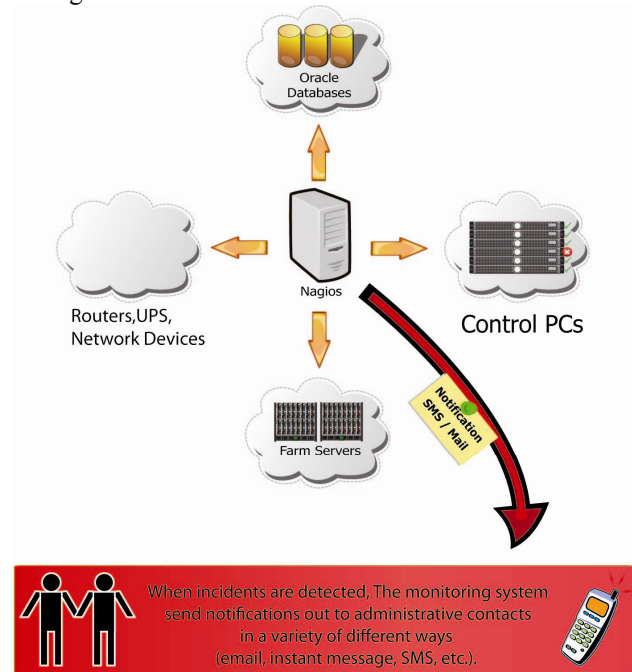 Oracle
Databases
Nagios
Routers,UPS,
Network Devices
Control PCs
Farm Servers
Notification
SMS / Mail
When incidents are detected, The monitoring system
send notifications out to administrative contacts
in a variety of different ways
(email, instant message, SMS, etc.).